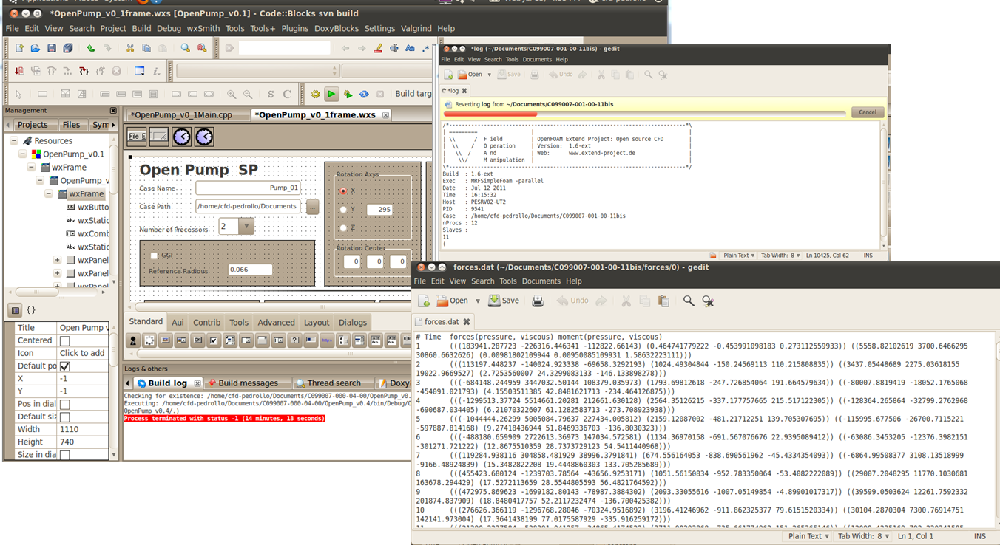 *OpenPump_v0_1frame.wxs [OpenPump_v0.1] - Code::Blocks svn build
File Edit View Search Project Build Debug wxSmith Tools Tools+ Plugins DoxyBlocks Settings Valgrind Help
Build targ
Management
Projects Files Sym
Resources
OpenPump_v0.1
wxFrame
OpenPump_v
wxFrame
wxButto
wxStatic
wxComb
wxStatic
wxPanel
wxPanel
wxPanel
{}
Title Open Pump v
Centered
Icon Click to add
Default po
X -1
Y -1
Pos in dial
Default siz
Width 1110
Height 740
Size in dia
*OpenPump_v0_1Main.cpp *OpenPump_v0_1frame.wxs
File E
Open Pump SP
Case Name Pump_01
Case Path /home/cfd-pedrollo/Documents ...
Number of Processors 2
GGI
Reference Radious 0.066
Rotation Axys
X
Y 295
Z
Rotation Center
0 0 0
Standard Aui Contrib Tools Advanced Layout Dialogs
Logs & others
Build log Build messages Thread search Doxy
Checking for existence: /home/cfd-pedrollo/Documents/C099007-000-04-00/OpenPump_v0.4/
Executing: /home/cfd-pedrollo/Documents/C099007-000-04-00/OpenPump_v0.4/bin/Debug/O
OpenPump_v0.4/.)
Process terminated with status -1 (14 minutes, 18 seconds)
*log (~/Documents/C099007-001-00-11bis) - gedit
File Edit View Search Tools Documents Help
Open Save Undo
*log
Reverting log from ~/Documents/C099007-001-00-11bis
Cancel
/*---------------------------------------------------------------------------*\
| ========= | |
| \\ / F ield | OpenFOAM Extend Project: Open source CFD |
| \\ / O peration | Version: 1.6-ext |
| \\ / A nd | Web: www.extend-project.de |
| \\/ M anipulation | |
\*---------------------------------------------------------------------------*/
Build : 1.6-ext
Exec : MRFSimpleFoam -parallel
Date : Jul 12 2011
Time : 16:15:32
Host : PESRV02-UT2
PID : 9541
Case : /home/cfd-pedrollo/Documents/C099007-001-00-11bis
nProcs : 12
Slaves :
11
(
Plain Text Tab Width: 8 Ln 10425, Col 62 INS
forces.dat (~/Documents/C099007-001-00-11bis/forces/0) - gedit
File Edit View Search Tools Documents Help
Open Save Undo
forces.dat
# Time forces(pressure, viscous) moment(pressure, viscous)
1 (((183941.287723 -226316.446341 -112822.66143) (0.464741779222 -0.453991098183 0.273112559933)) ((5558.82102619 3700.6466295
30860.6632626) (0.00981802109944 0.00950085109931 1.58632223111)))
2 (((113197.448237 -140024.923338 -69658.3292193) (1024.49304844 -150.24569113 110.215808835)) ((3437.05448689 2275.03618155
19022.9669527) (2.7253560007 24.3299083133 -146.133898278)))
3 (((-684148.244959 3447032.50144 108379.035973) (1793.69812618 -247.726854064 191.664579634)) ((-80007.8819419 -18052.1765068
-454091.021793) (4.15503511385 42.8481621713 -234.464126875)))
4 (((-1299513.37724 5514661.20281 212661.630128) (2564.35126215 -337.177757665 215.517122305)) ((-128364.265864 -32799.2762968
-690687.034405) (6.21070322607 61.1282583713 -273.708923938)))
5 (((-1044444.26299 5005084.79637 227434.005812) (2159.12087002 -481.21712251 139.705307695)) ((-115995.677506 -26700.7115221
-597887.814168) (9.27418436944 51.8469336703 -136.8030323)))
6 (((-488180.659909 2722613.36973 147034.572581) (1134.36970158 -691.567076676 22.9395089412)) ((-63086.3453205 -12376.3982151
-301271.721222) (12.8675510359 28.7373729123 54.5411440968)))
7 (((119284.938116 304858.481929 38996.3791841) (674.556164053 -838.690561962 -45.4334354093)) ((-6864.99508377 3108.13518999
-9166.48924839) (15.3482822208 19.4448860303 133.705285689)))
8 (((455423.680124 -1239703.78564 -43656.9253171) (1051.56150834 -952.783350064 -53.4082222089)) ((29007.2048295 11770.1030681
163678.294429) (17.5272113659 28.5544805593 56.4821764592)))
9 (((472975.869623 -1699182.80143 -78987.3884302) (2093.33055616 -1007.05149854 -4.89901017317)) ((39599.0503624 12261.7592332
201874.837909) (18.8480417757 52.2117232474 -136.700425382)))
10 (((276626.366119 -1296768.28046 -70324.9516892) (3196.41246962 -911.862325377 79.6151520334)) ((30104.2870304 7300.76914751
142141.973004) (17.3641438199 77.0175587929 -335.916259172)))
Plain Text Tab Width: 8 Ln 1, Col 1 INS